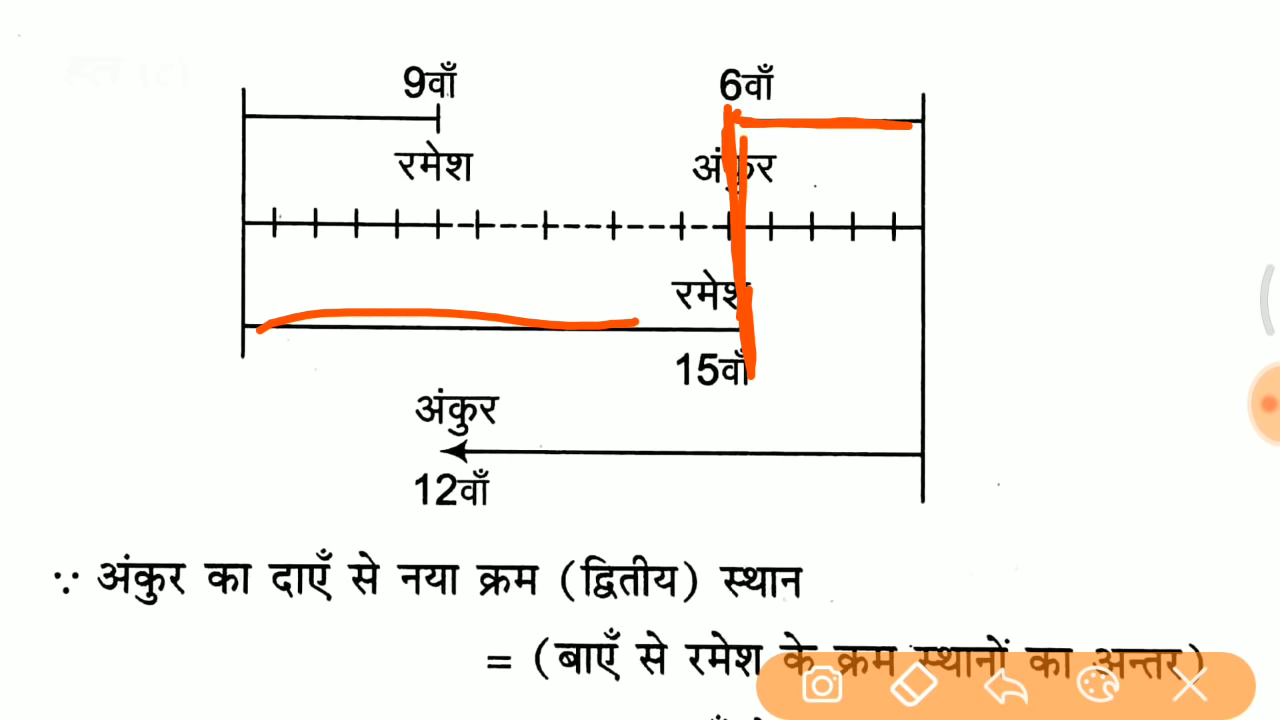 9वाँ 6वाँ
रमेश अंकुर
रमेश
15वाँ
अंकुर
12वाँ
∵ अंकुर का दाएँ से नया क्रम (द्वितीय) स्थान
= (बाएँ से रमेश के क्रम स्थानों का अन्तर)